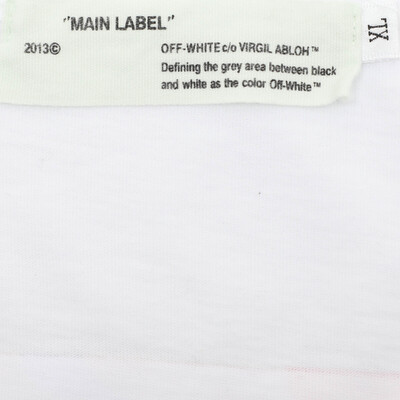 "MAIN LABEL"
2013© OFF-WHITE c/o VIRGIL ABLOH™
Defining the grey area between black
and white as the color Off-White™
XL